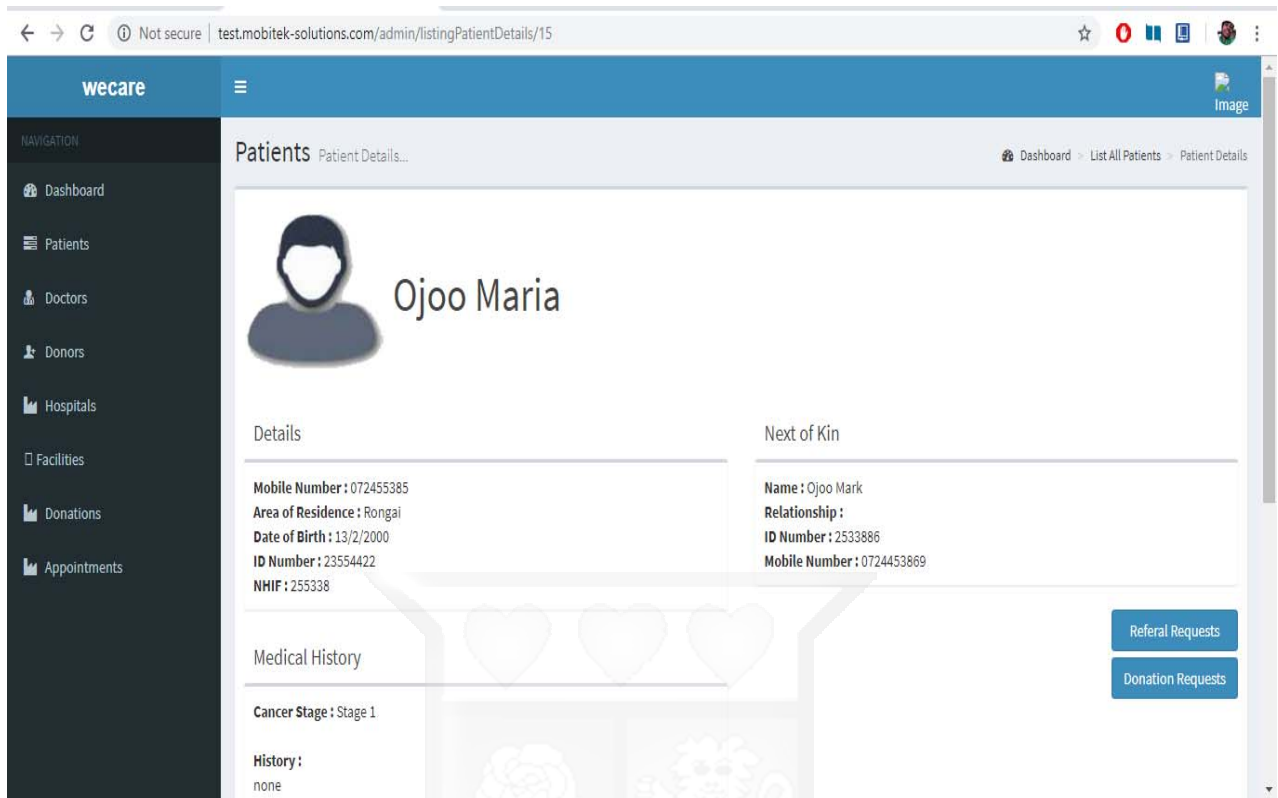 Not secure | test.mobitek-solutions.com/admin/listingPatientDetails/15
wecare
Image
NAVIGATION
Patients Patient Details...
Dashboard > List All Patients > Patient Details
Dashboard
Patients
Doctors
Donors
Hospitals
Facilities
Donations
Appointments
Ojoo Maria
Details
Mobile Number : 072455385
Area of Residence : Rongai
Date of Birth : 13/2/2000
ID Number : 23554422
NHIF : 255338
Next of Kin
Name : Ojoo Mark
Relationship :
ID Number : 2533886
Mobile Number : 0724453869
Referal Requests
Donation Requests
Medical History
Cancer Stage : Stage 1
History :
none